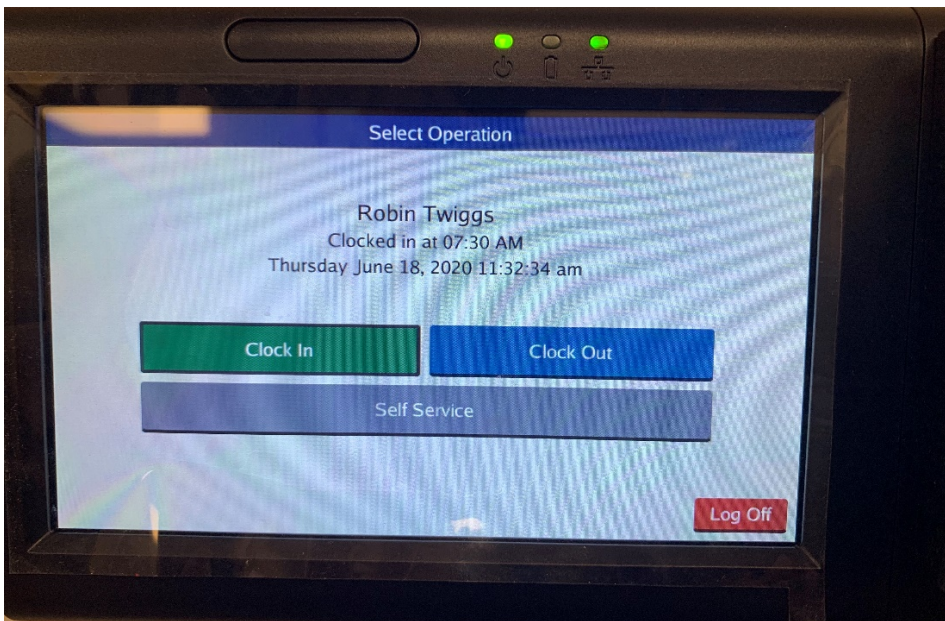 Select Operation
Robin Twiggs
Clocked in at 07:30 AM
Thursday June 18, 2020 11:32:34 am
Clock In
Clock Out
Self Service
Log Off